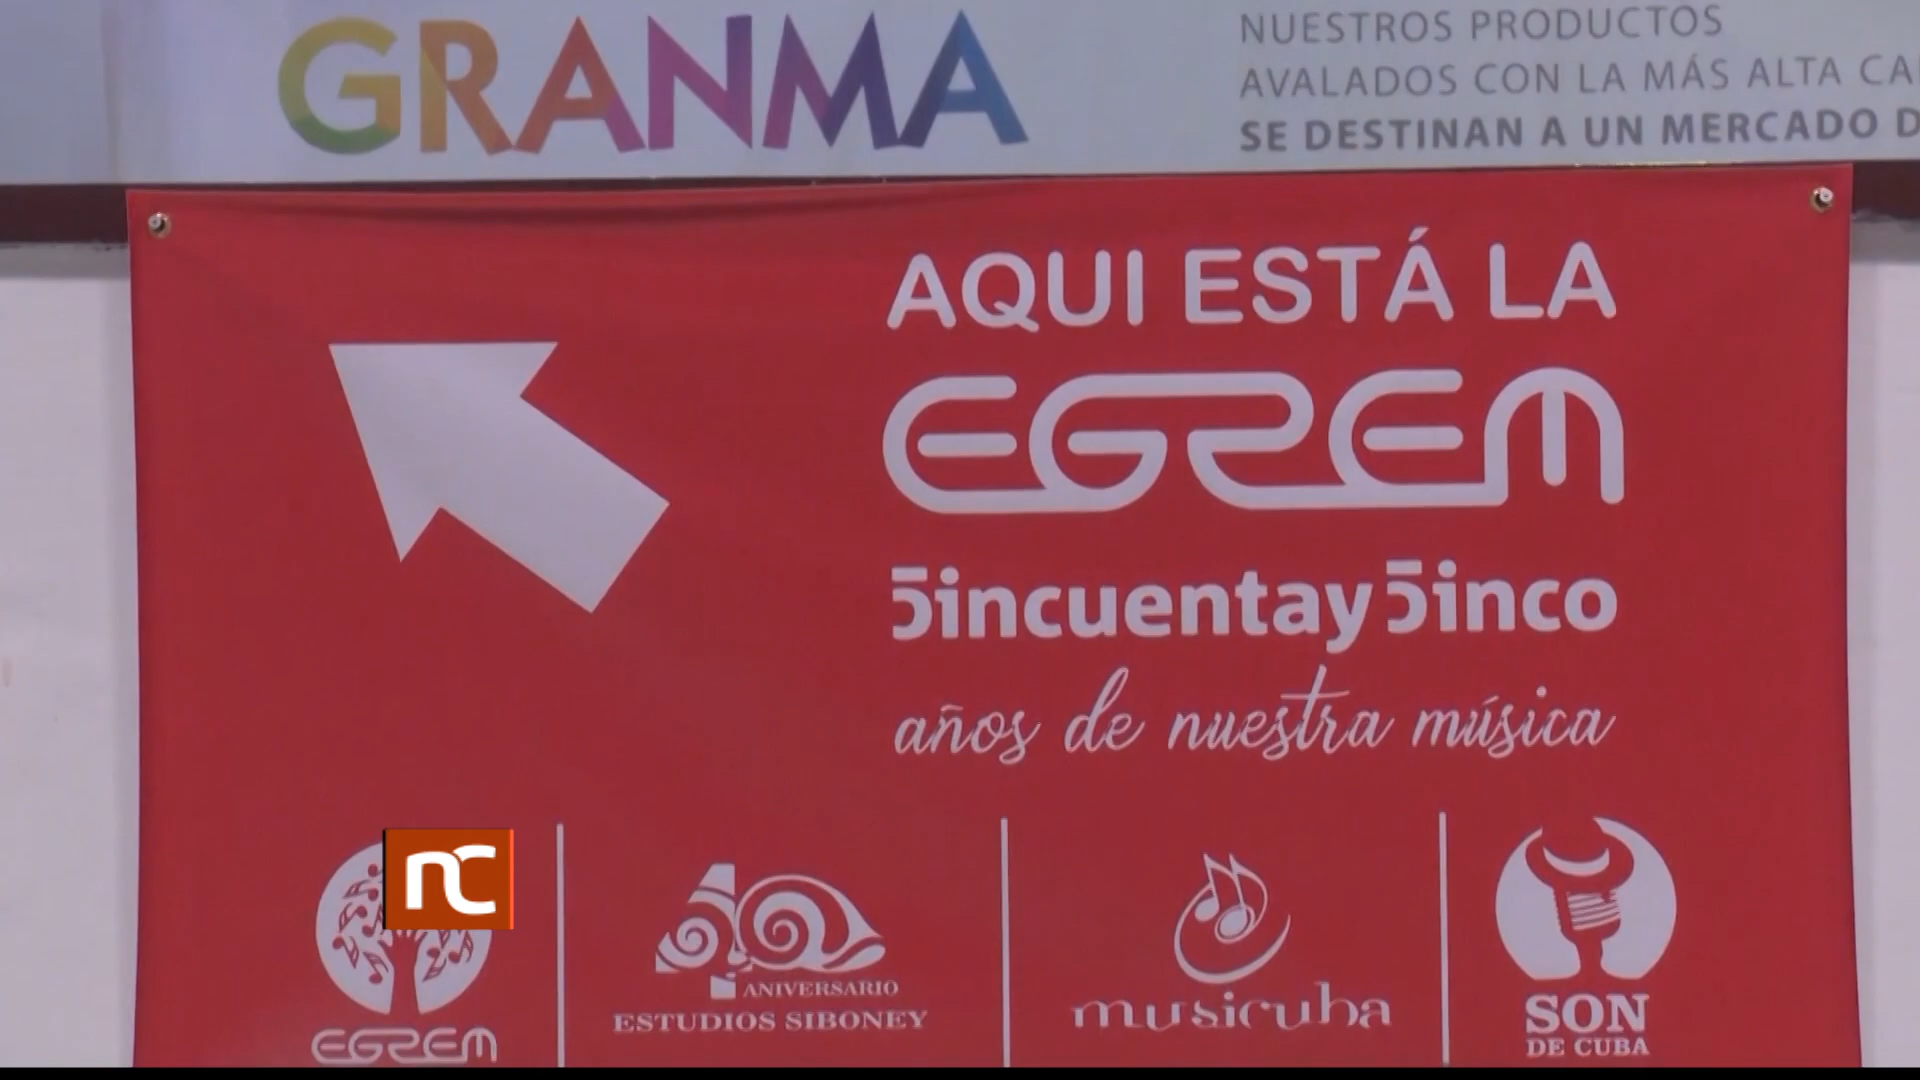 GRANMA
NUESTROS PRODUCTOS
AVALADOS CON LA MÁS ALTA CA
SE DESTINAN A UN MERCADO D
AQUI ESTÁ LA
EGREM
5incuentay5inco
años de nuestra música
nc
EGREM
40 ANIVERSARIO
ESTUDIOS SIBONEY
musicuba
SON
DE CUBA